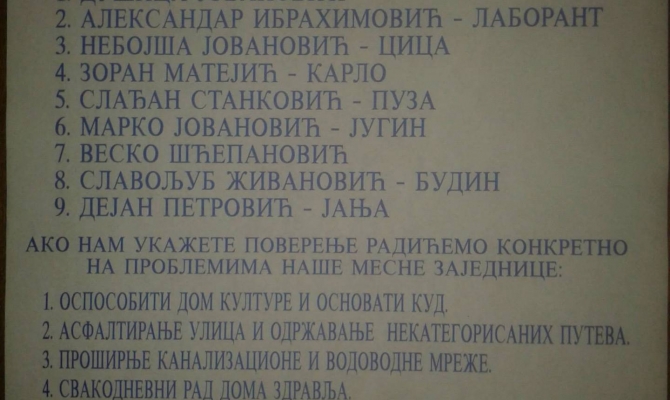 2. АЛЕКСАНДАР ИБРАХИМОВИЋ - ЛАБОРАНТ
3. НЕБОЈША ЈОВАНОВИЋ - ЦИЦА
4. ЗОРАН МАТЕЈИЋ - КАРЛО
5. СЛАЂАН СТАНКОВИЋ - ПУЗА
6. МАРКО ЈОВАНОВИЋ - ЈУГИН
7. ВЕСКО ШЋЕПАНОВИЋ
8. СЛАВОЉУБ ЖИВАНОВИЋ - БУДИН
9. ДЕЈАН ПЕТРОВИЋ - ЈАЊА
АКО НАМ УКАЖЕТЕ ПОВЕРЕЊЕ РАДИЋЕМО КОНКРЕТНО
НА ПРОБЛЕМИМА НАШЕ МЕСНЕ ЗАЈЕДНИЦЕ:
1. ОСПОСОБИТИ ДОМ КУЛТУРЕ И ОСНОВАТИ КУД.
2. АСФАЛТИРАЊЕ УЛИЦА И ОДРЖАВАЊЕ НЕКАТЕГОРИСАНИХ ПУТЕВА.
3. ПРОШИРЊЕ КАНАЛИЗАЦИОНЕ И ВОДОВОДНЕ МРЕЖЕ.
4. СВАКОДНЕВНИ РАД ДОМА ЗДРАВЉА.